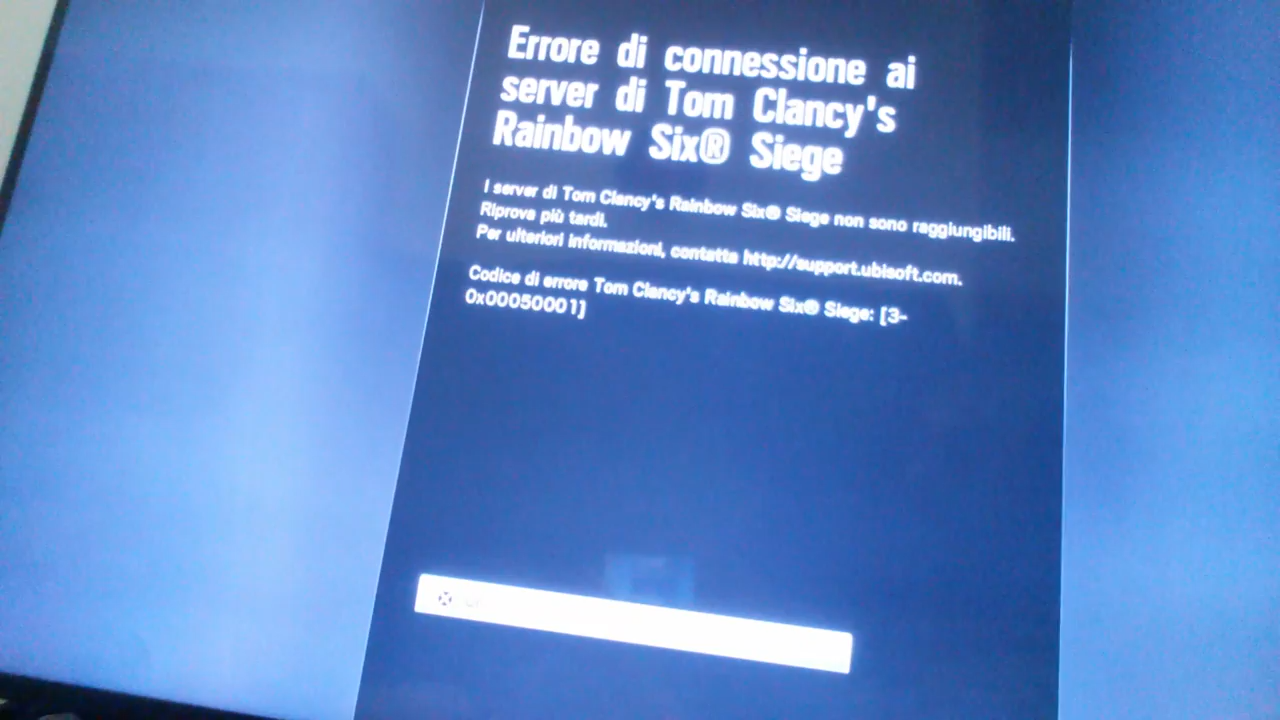 Errore di connessione ai
server di Tom Clancy's
Rainbow Six® Siege
I server di Tom Clancy's Rainbow Six® Siege non sono raggiungibili.
Riprova più tardi.
Per ulteriori informazioni, contatta http://support.ubisoft.com.
Codice di errore Tom Clancy's Rainbow Six® Siege: [3-
0x00050001]